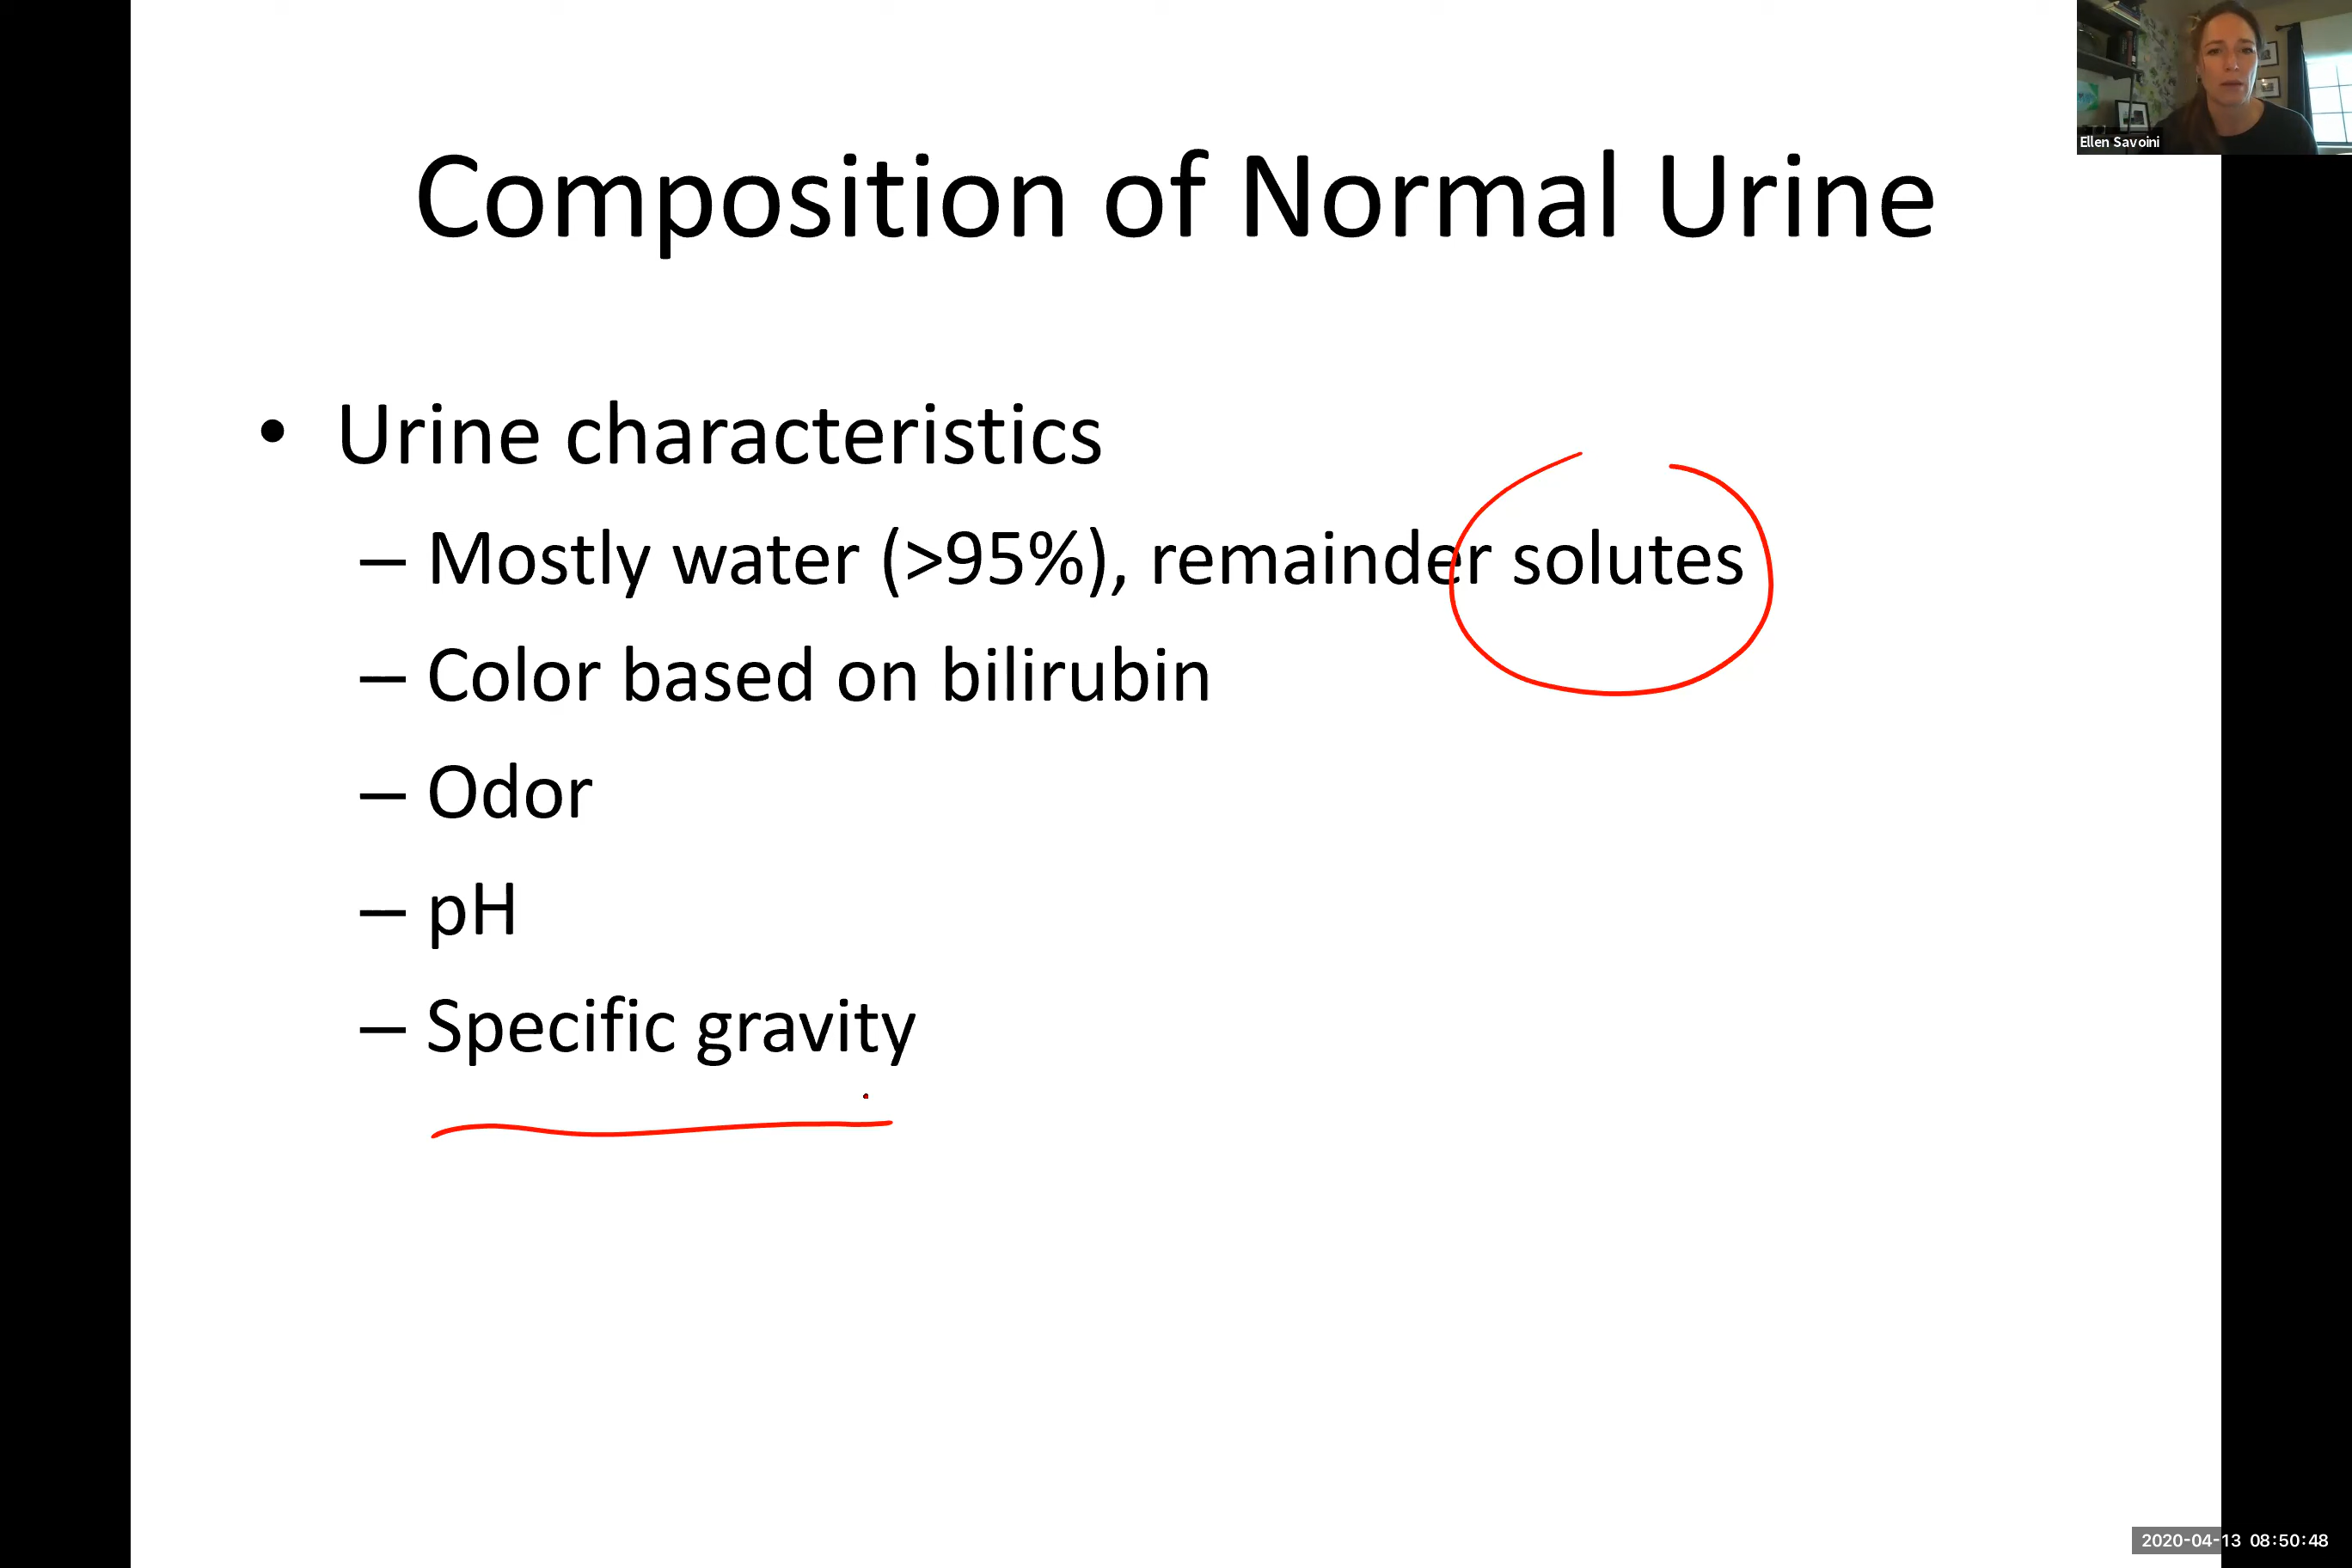 Ellen Savoini
Composition of Normal Urine
• Urine characteristics
– Mostly water (>95%), remainder solutes
– Color based on bilirubin
– Odor
– pH
– Specific gravity
2020-04-13 08:50:48